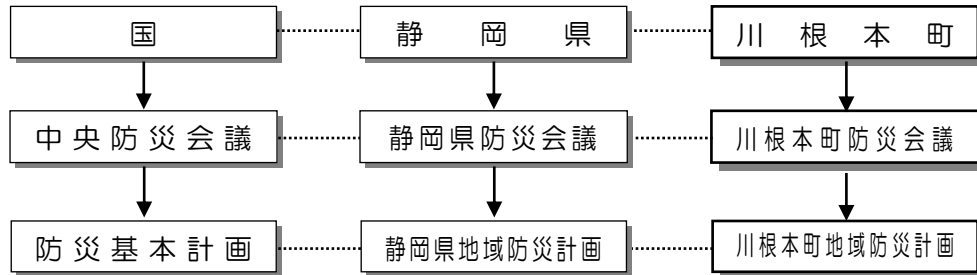 国 静岡県 川根本町
中央防災会議 静岡県防災会議 川根本町防災会議
防災基本計画 静岡県地域防災計画 川根本町地域防災計画